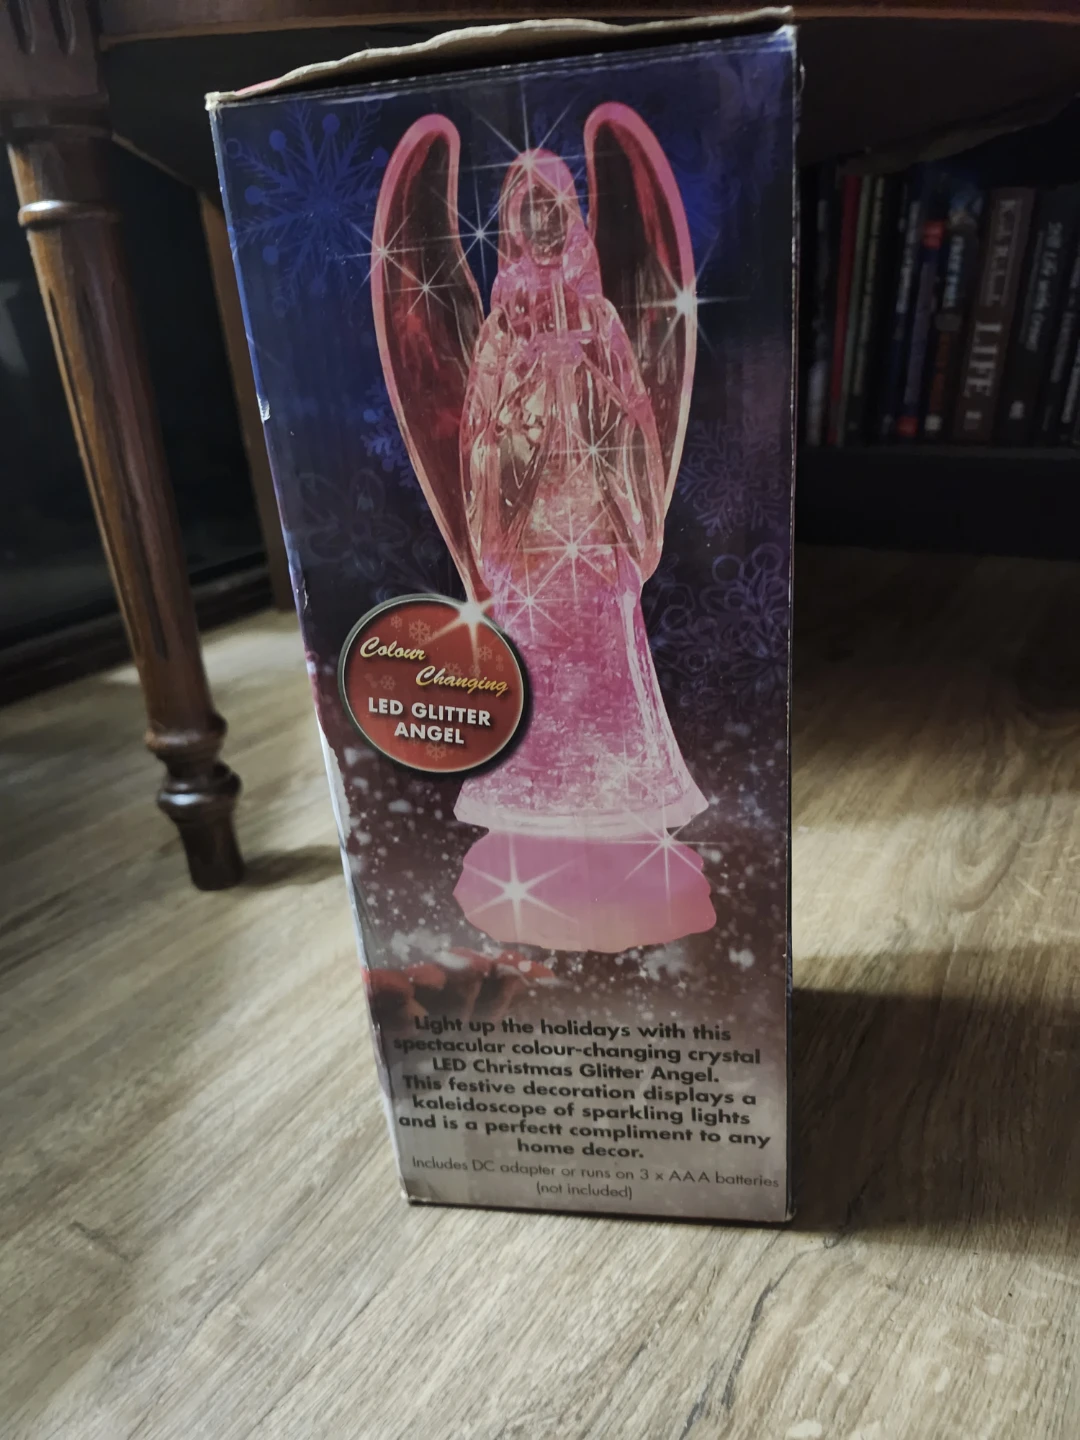 Colour
Changing
LED GLITTER
ANGEL
Light up the holidays with this
spectacular colour-changing crystal
LED Christmas Glitter Angel.
This festive decoration displays a
kaleidoscope of sparkling lights
and is a perfectt compliment to any
home decor.
Includes DC adapter or runs on 3 x AAA batteries
(not included)
LIFE